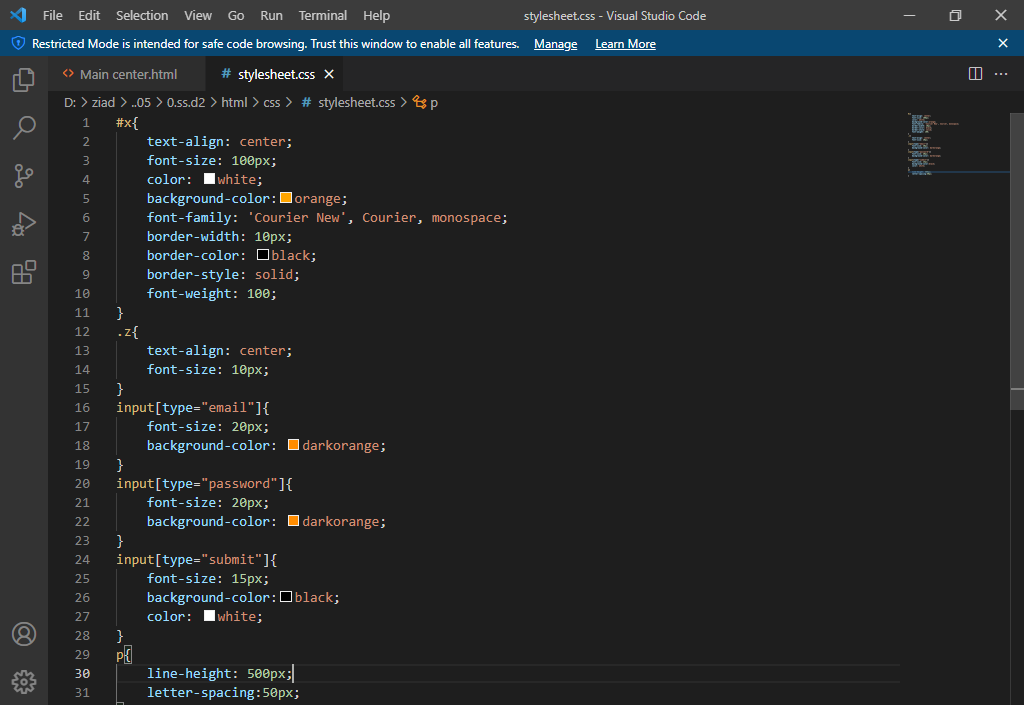 File Edit Selection View Go Run Terminal Help stylesheet.css - Visual Studio Code
Restricted Mode is intended for safe code browsing. Trust this window to enable all features. Manage Learn More
<> Main center.html # stylesheet.css
D: > ziad > ..05 > 0.ss.d2 > html > css > # stylesheet.css > p
1 #x{
2 text-align: center;
3 font-size: 100px;
4 color: white;
5 background-color:orange;
6 font-family: 'Courier New', Courier, monospace;
7 border-width: 10px;
8 border-color: black;
9 border-style: solid;
10 font-weight: 100;
11 }
12 .z{
13 text-align: center;
14 font-size: 10px;
15 }
16 input[type="email"]{
17 font-size: 20px;
18 background-color: darkorange;
19 }
20 input[type="password"]{
21 font-size: 20px;
22 background-color: darkorange;
23 }
24 input[type="submit"]{
25 font-size: 15px;
26 background-color:black;
27 color: white;
28 }
29 p{
30 line-height: 500px;
31 letter-spacing:50px;